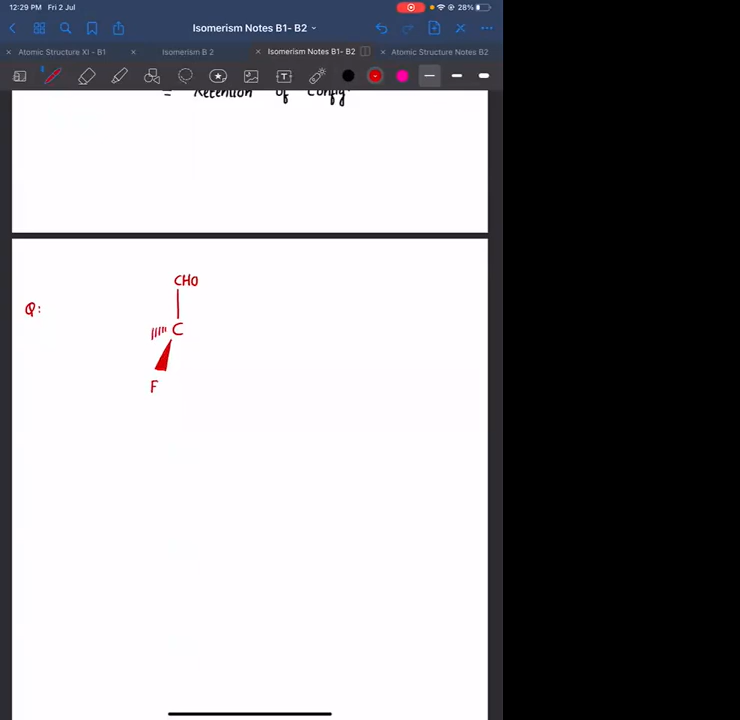 12:29 PM Fri 2 Jul
28%
Isomerism Notes B1- B2
Atomic Structure XI - B1
Isomerism B 2
Isomerism Notes B1- B2
Atomic Structure Notes B2
= Retention of Config.
CHO
Q:
C
F